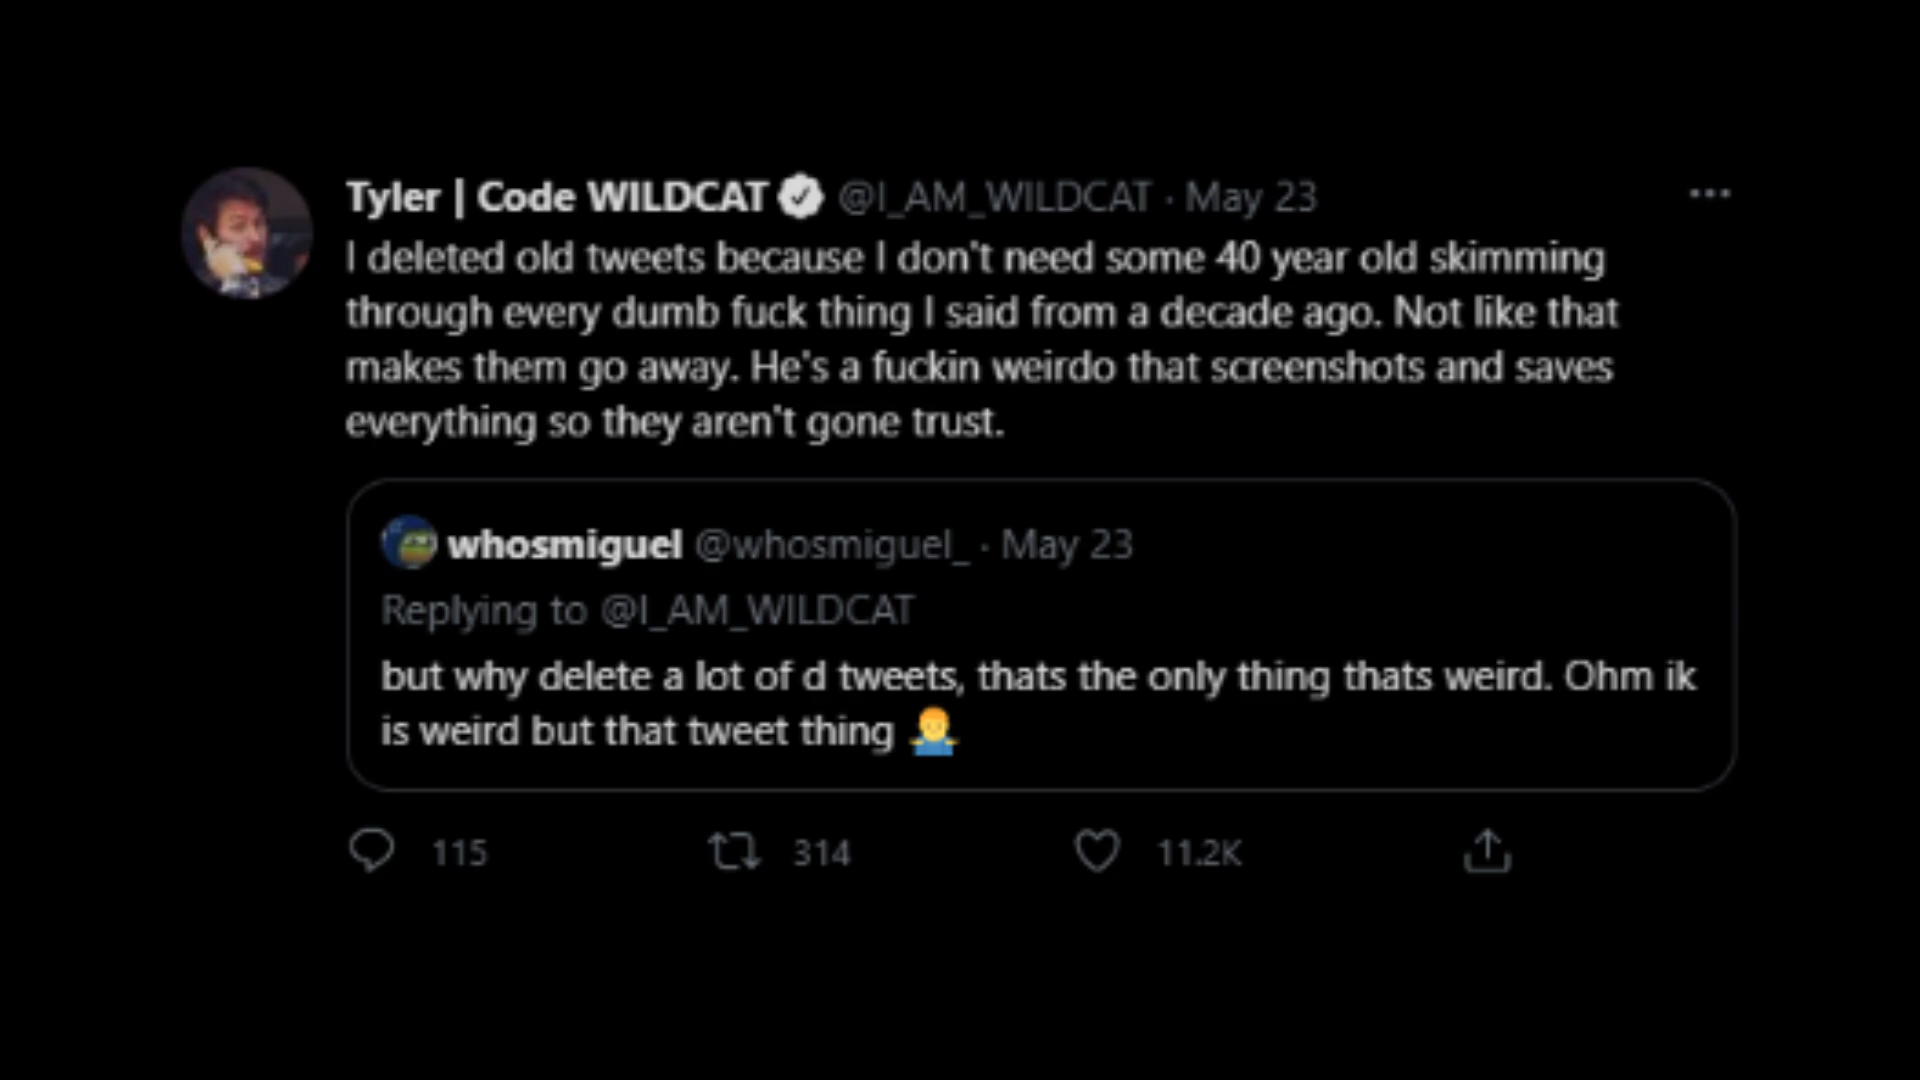 Tyler | Code WILDCAT @I_AM_WILDCAT · May 23
I deleted old tweets because I don't need some 40 year old skimming
through every dumb fuck thing I said from a decade ago. Not like that
makes them go away. He's a fuckin weirdo that screenshots and saves
everything so they aren't gone trust.
whosmiguel @whosmiguel_ · May 23
Replying to @I_AM_WILDCAT
but why delete a lot of d tweets, thats the only thing thats weird. Ohm ik
is weird but that tweet thing 🤷‍♂️
115 314 11.2K